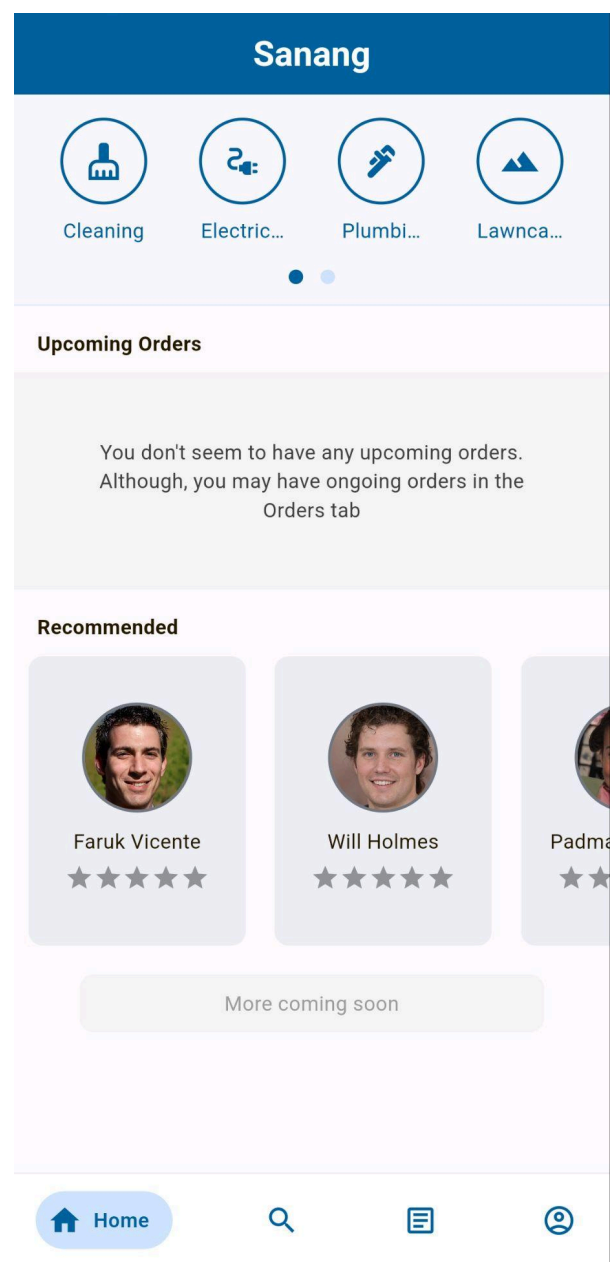 Sanang
Cleaning
Electric...
Plumbi...
Lawnca...
Upcoming Orders
You don't seem to have any upcoming orders.
Although, you may have ongoing orders in the
Orders tab
Recommended
Faruk Vicente
Will Holmes
Padma
More coming soon
Home